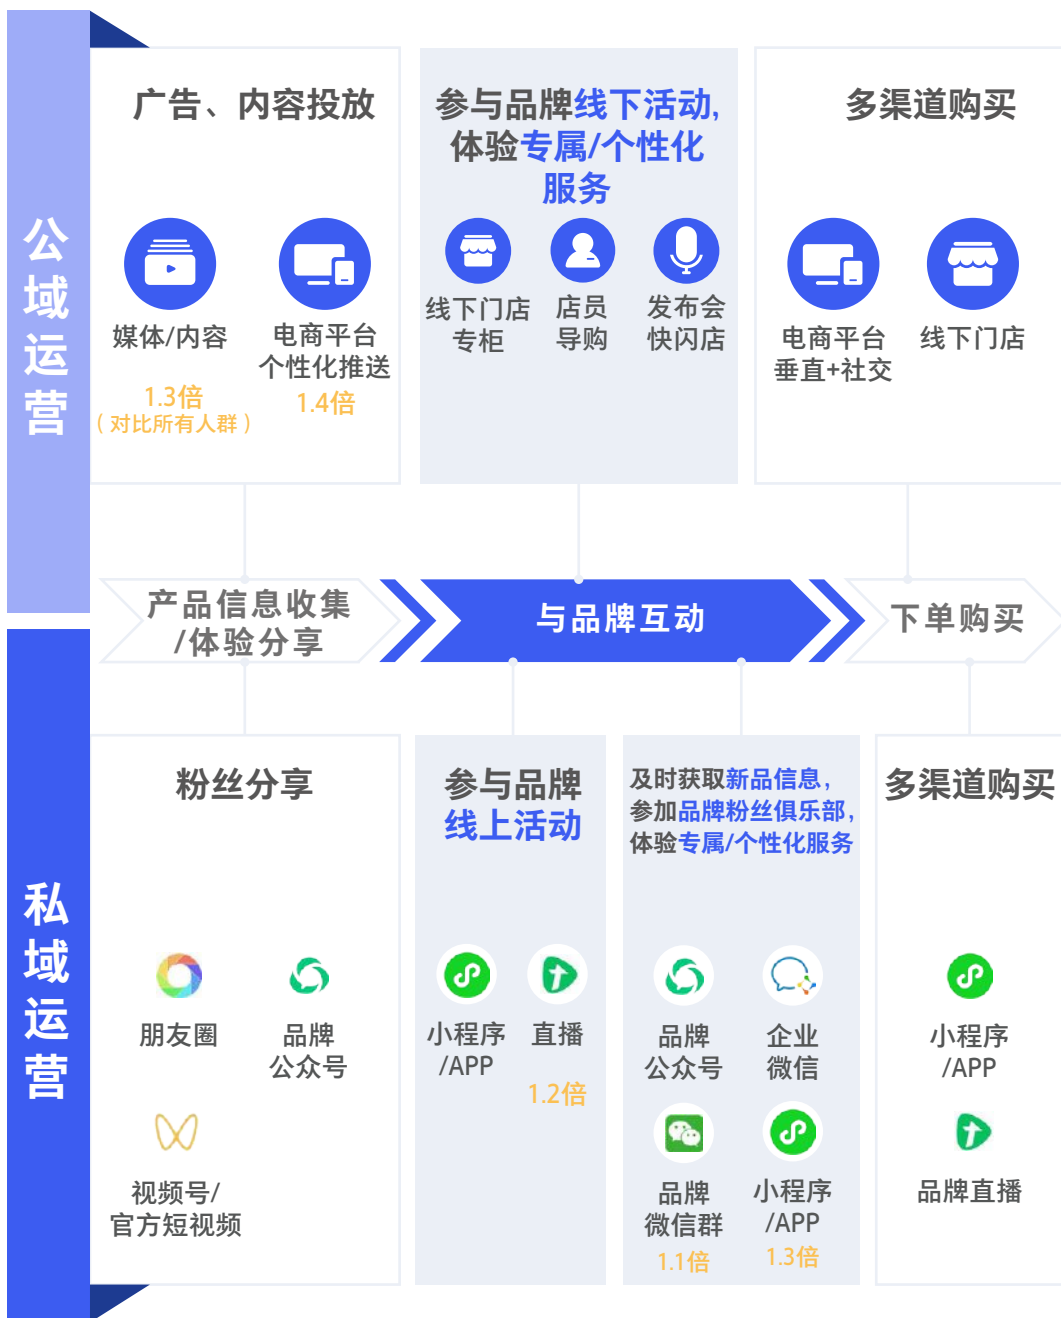 公域运营
广告、内容投放
媒体/内容
1.3倍
（对比所有人群）
电商平台
个性化推送
1.4倍
参与品牌线下活动,
体验专属/个性化
服务
线下门店
专柜
店员
导购
发布会
快闪店
多渠道购买
电商平台
垂直+社交
线下门店
产品信息收集
/体验分享
与品牌互动
下单购买
私域运营
粉丝分享
朋友圈
品牌
公众号
视频号/
官方短视频
参与品牌
线上活动
小程序
/APP
直播
1.2倍
及时获取新品信息，
参加品牌粉丝俱乐部，
体验专属/个性化服务
品牌
公众号
企业
微信
品牌
微信群
1.1倍
小程序
/APP
1.3倍
多渠道购买
小程序
/APP
品牌直播